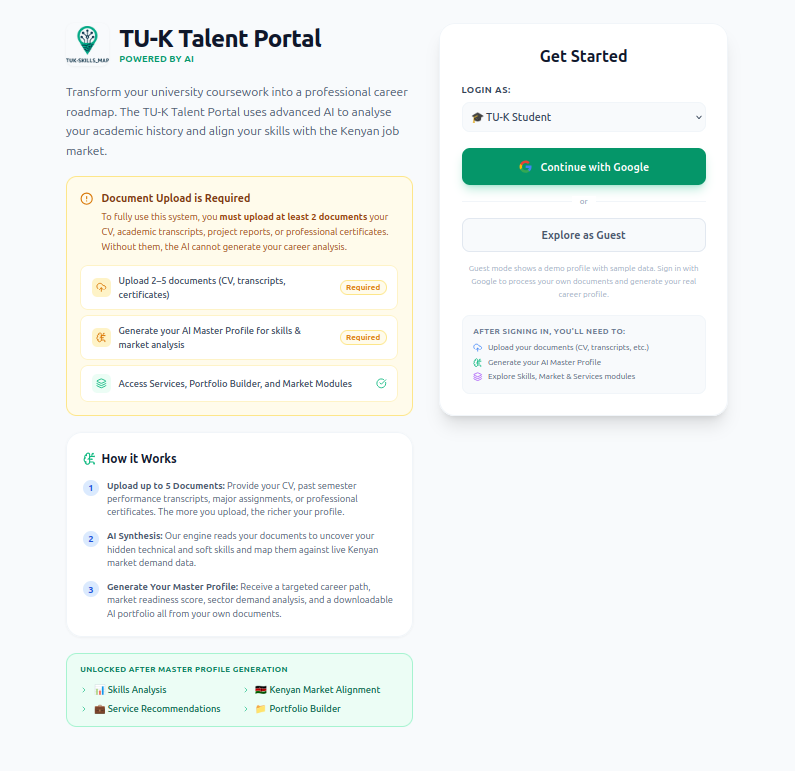 TUK-SKILLS_MAP
TU-K Talent Portal
POWERED BY AI
Transform your university coursework into a professional career
roadmap. The TU-K Talent Portal uses advanced AI to analyse
your academic history and align your skills with the Kenyan job
market.
Document Upload is Required
To fully use this system, you must upload at least 2 documents your
CV, academic transcripts, project reports, or professional certificates.
Without them, the AI cannot generate your career analysis.
Upload 2–5 documents (CV, transcripts,
certificates)
Required
Generate your AI Master Profile for skills &
market analysis
Required
Access Services, Portfolio Builder, and Market Modules
How it Works
1 Upload up to 5 Documents: Provide your CV, past semester
performance transcripts, major assignments, or professional
certificates. The more you upload, the richer your profile.
2 AI Synthesis: Our engine reads your documents to uncover your
hidden technical and soft skills and map them against live Kenyan
market demand data.
3 Generate Your Master Profile: Receive a targeted career path,
market readiness score, sector demand analysis, and a downloadable
AI portfolio all from your own documents.
UNLOCKED AFTER MASTER PROFILE GENERATION
› 📊 Skills Analysis
› 🇰🇪 Kenyan Market Alignment
› 💼 Service Recommendations
› 📁 Portfolio Builder
Get Started
LOGIN AS:
🎓 TU-K Student
Continue with Google
or
Explore as Guest
Guest mode shows a demo profile with sample data. Sign in with
Google to process your own documents and generate your real
career profile.
AFTER SIGNING IN, YOU'LL NEED TO:
Upload your documents (CV, transcripts, etc.)
Generate your AI Master Profile
Explore Skills, Market & Services modules